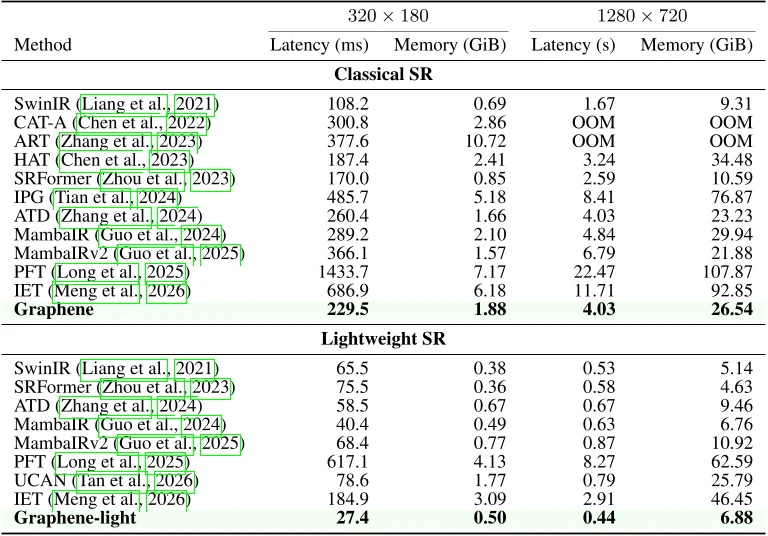 320 × 180 1280 × 720
Method Latency (ms) Memory (GiB) Latency (s) Memory (GiB)
Classical SR
SwinIR (Liang et al., 2021) 108.2 0.69 1.67 9.31
CAT-A (Chen et al., 2022) 300.8 2.86 OOM OOM
ART (Zhang et al., 2023) 377.6 10.72 OOM OOM
HAT (Chen et al., 2023) 187.4 2.41 3.24 34.48
SRFormer (Zhou et al., 2023) 170.0 0.85 2.59 10.59
IPG (Tian et al., 2024) 485.7 5.18 8.41 76.87
ATD (Zhang et al., 2024) 260.4 1.66 4.03 23.23
MambaIR (Guo et al., 2024) 289.2 2.10 4.84 29.94
MambaIRv2 (Guo et al., 2025) 366.1 1.57 6.79 21.88
PFT (Long et al., 2025) 1433.7 7.17 22.47 107.87
IET (Meng et al., 2026) 686.9 6.18 11.71 92.85
Graphene 229.5 1.88 4.03 26.54
Lightweight SR
SwinIR (Liang et al., 2021) 65.5 0.38 0.53 5.14
SRFormer (Zhou et al., 2023) 75.5 0.36 0.58 4.63
ATD (Zhang et al., 2024) 58.5 0.67 0.67 9.46
MambaIR (Guo et al., 2024) 40.4 0.49 0.63 6.76
MambaIRv2 (Guo et al., 2025) 68.4 0.77 0.87 10.92
PFT (Long et al., 2025) 617.1 4.13 8.27 62.59
UCAN (Tan et al., 2026) 78.6 1.77 0.79 25.79
IET (Meng et al., 2026) 184.9 3.09 2.91 46.45
Graphene-light 27.4 0.50 0.44 6.88